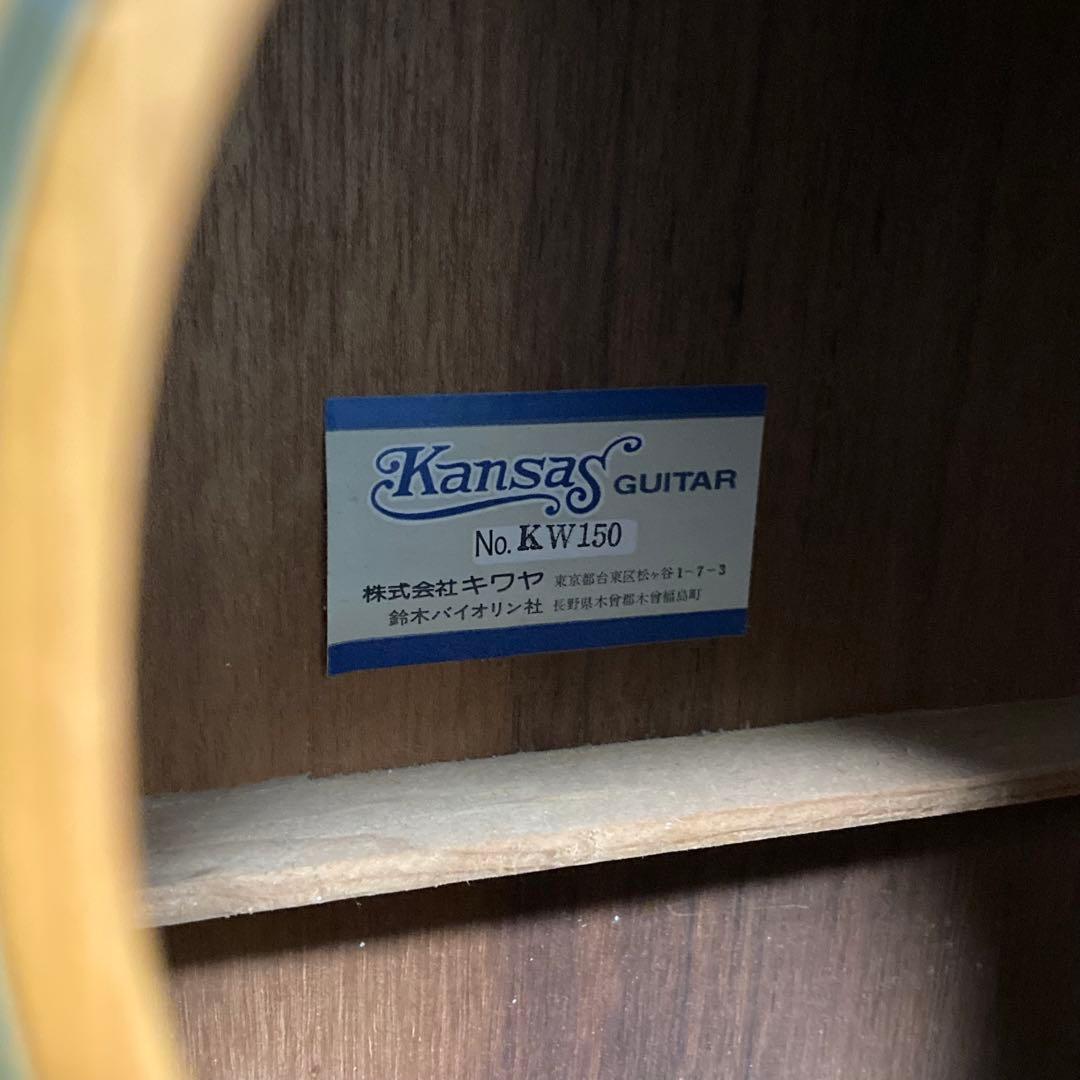 Kansas GUITAR
No. KW150
株式会社キワヤ 東京都台東区松ヶ谷1-7-3
鈴木バイオリン社 長野県木曾郡木曾福島町